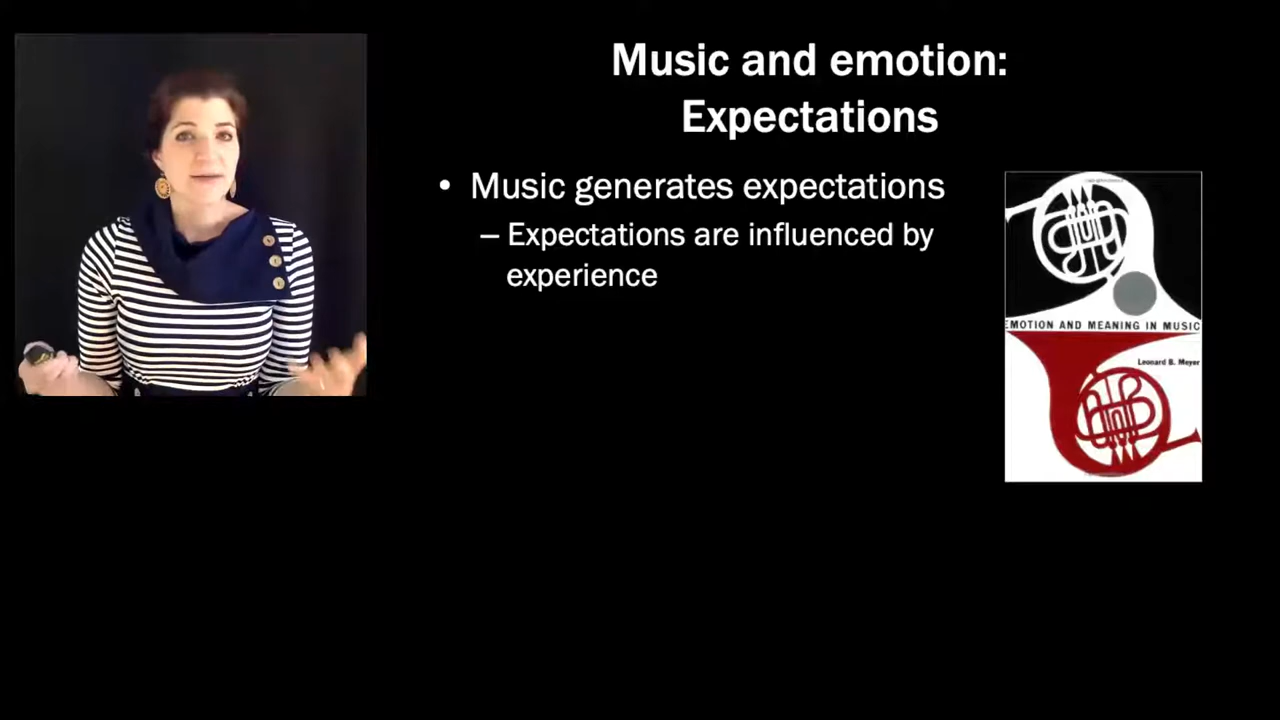 Music and emotion:
Expectations
• Music generates expectations
– Expectations are influenced by
experience
EMOTION AND MEANING IN MUSIC
Leonard B. Meyer